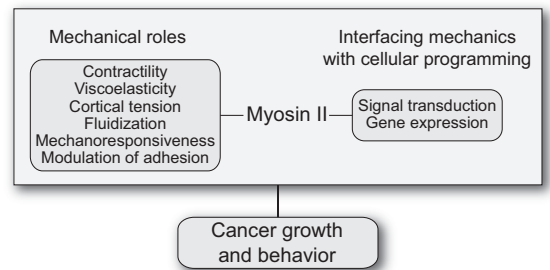 Mechanical roles
Contractility
Viscoelasticity
Cortical tension
Fluidization
Mechanoresponsiveness
Modulation of adhesion
Myosin II
Interfacing mechanics
with cellular programming
Signal transduction
Gene expression
Cancer growth
and behavior